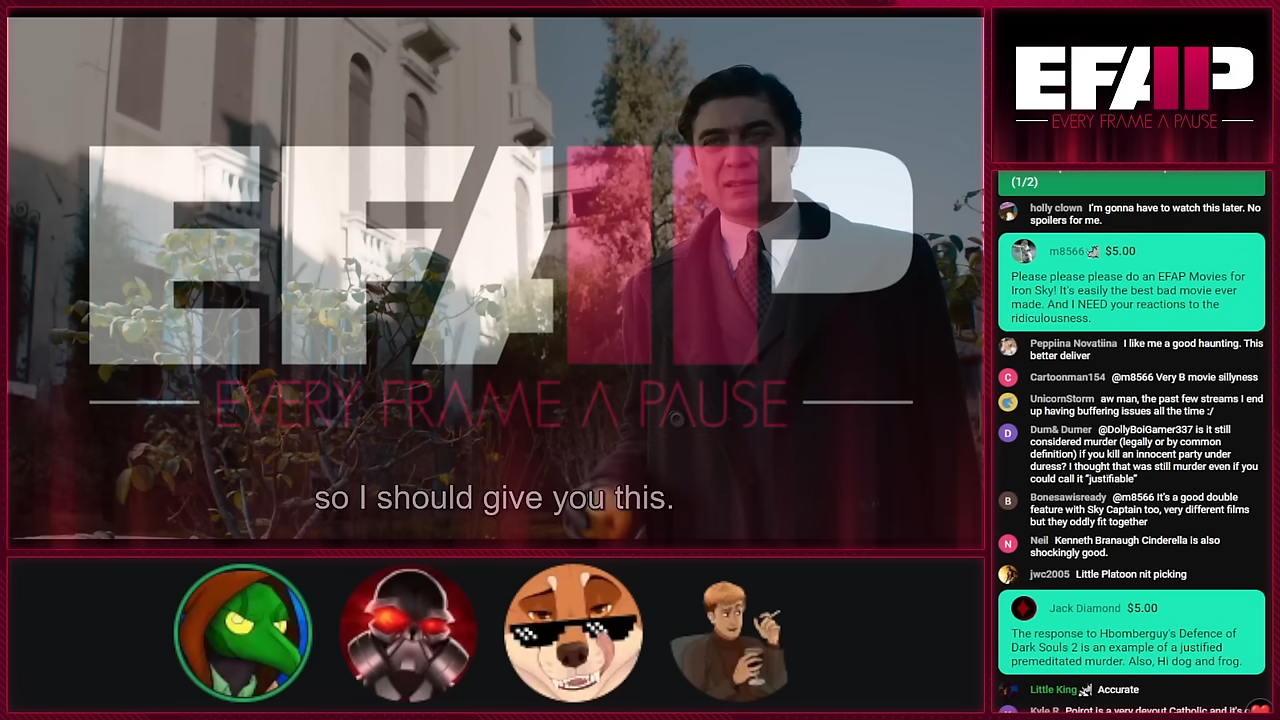 EFAP
EVERY FRAME A PAUSE
so I should give you this.
EFAP
EVERY FRAME A PAUSE
(1/2)
holly clown I'm gonna have to watch this later. No
spoilers for me.
m8566 $5.00
Please please please do an EFAP Movies for
Iron Sky! It's easily the best bad movie ever
made. And I NEED your reactions to the
ridiculousness.
Peppiina Novatiina I like me a good haunting. This
better deliver
C
Cartoonman154 @m8566 Very B movie sillyness
UnicornStorm aw man, the past few streams I end
up having buffering issues all the time :/
D
Dum& Dumer @DollyBoiGamer337 is it still
considered murder (legally or by common
definition) if you kill an innocent party under
duress? I thought that was still murder even if you
could call it "justifiable"
B
Bonesawisready @m8566 It's a good double
feature with Sky Captain too, very different films
but they oddly fit together
N
Neil Kenneth Branaugh Cinderella is also
shockingly good.
jwc2005 Little Platoon nit picking
Jack Diamond $5.00
The response to Hbomberguy's Defence of
Dark Souls 2 is an example of a justified
premeditated murder. Also, Hi dog and frog.
Little King Accurate
Kyle R Poirot is a very devout Catholic and it's